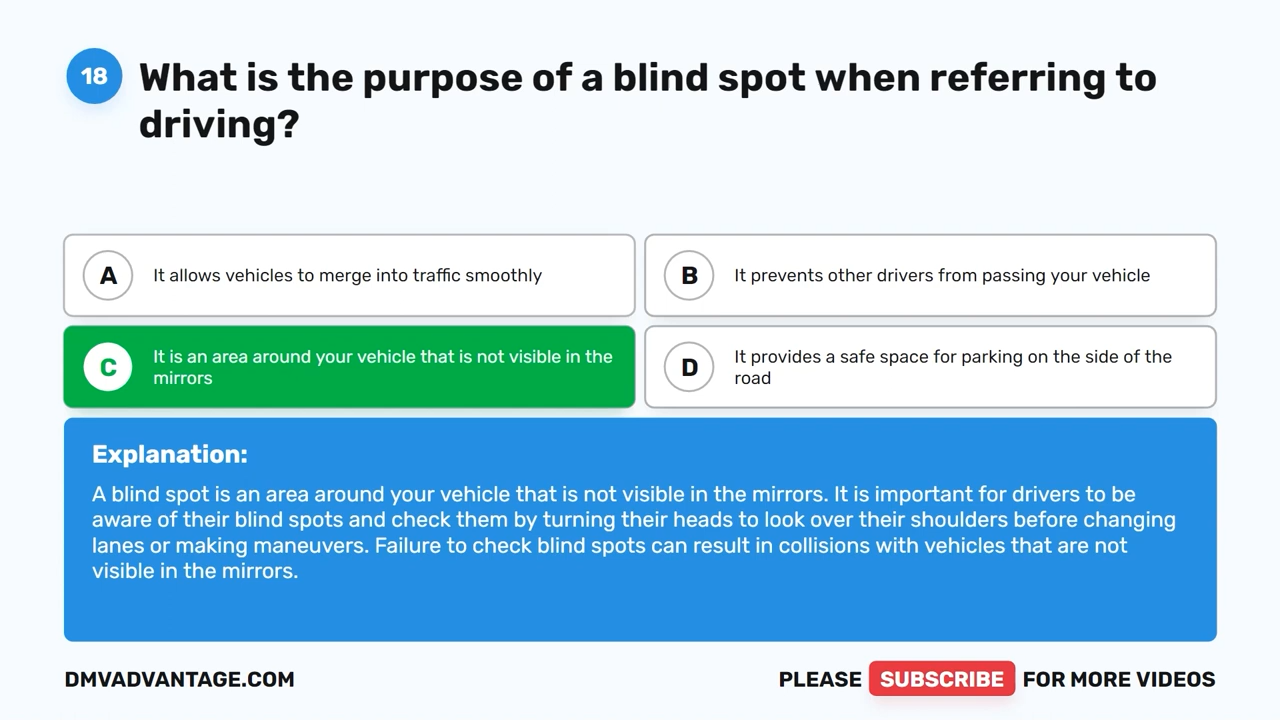 18
What is the purpose of a blind spot when referring to
driving?
A
It allows vehicles to merge into traffic smoothly
B
It prevents other drivers from passing your vehicle
C
It is an area around your vehicle that is not visible in the
mirrors
D
It provides a safe space for parking on the side of the
road
Explanation:
A blind spot is an area around your vehicle that is not visible in the mirrors. It is important for drivers to be
aware of their blind spots and check them by turning their heads to look over their shoulders before changing
lanes or making maneuvers. Failure to check blind spots can result in collisions with vehicles that are not
visible in the mirrors.
DMVADVANTAGE.COM
PLEASE SUBSCRIBE FOR MORE VIDEOS